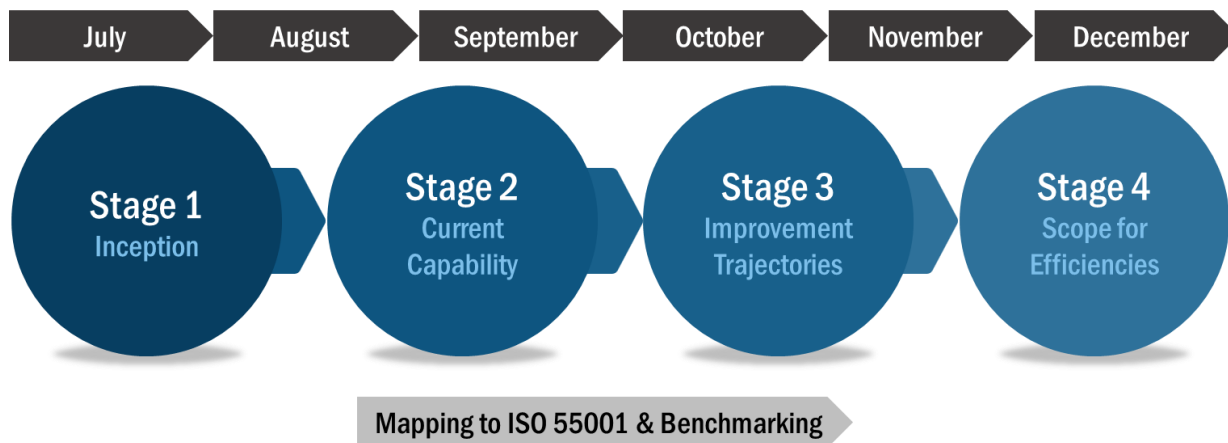 July August September October November December
Stage 1
Inception
Stage 2
Current
Capability
Stage 3
Improvement
Trajectories
Stage 4
Scope for
Efficiencies
Mapping to ISO 55001 & Benchmarking